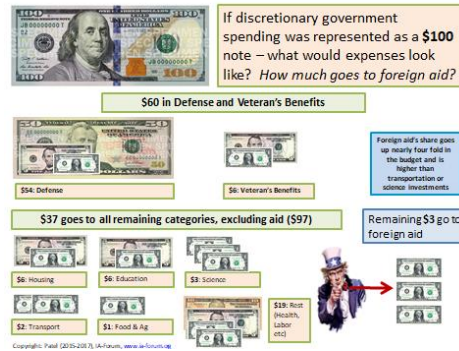 If discretionary government
spending was represented as a $100
note – what would expenses look
like? How much goes to foreign aid?
$60 in Defense and Veteran's Benefits
$54: Defense
$6: Veteran's Benefits
Foreign aid's share goes
up nearly four fold in
the budget and is
higher than
transportation or
science investments
$37 goes to all remaining categories, excluding aid ($97)
Remaining $3 go to
foreign aid
$6: Housing
$6: Education
$3: Science
$2: Transport
$1: Food & Ag
$19: Rest
(Health,
Labor
etc)
Copyright: Patel (2015-2017), IA-Forum, www.ia-forum.org